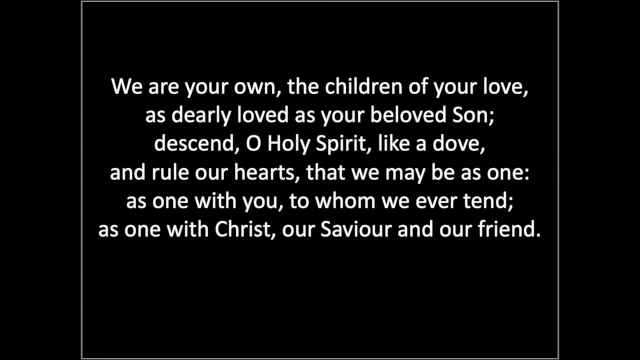 We are your own, the children of your love,
as dearly loved as your beloved Son;
descend, O Holy Spirit, like a dove,
and rule our hearts, that we may be as one:
as one with you, to whom we ever tend;
as one with Christ, our Saviour and our friend.